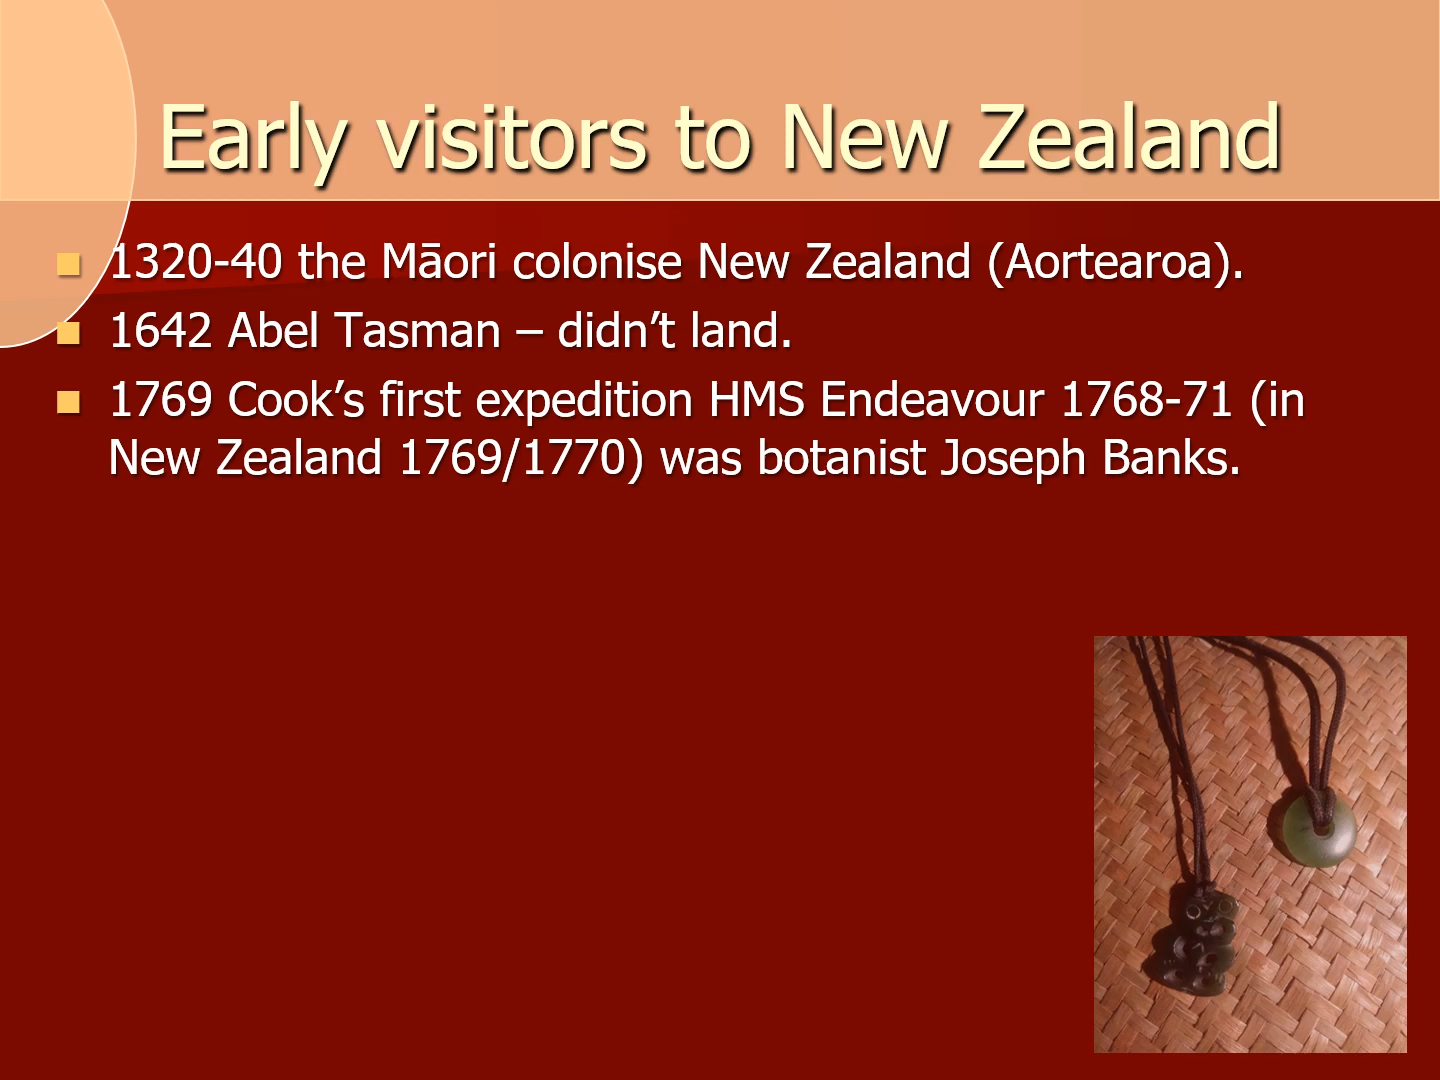 Early visitors to New Zealand
1320-40 the Māori colonise New Zealand (Aortearoa).
1642 Abel Tasman – didn’t land.
1769 Cook’s first expedition HMS Endeavour 1768-71 (in
New Zealand 1769/1770) was botanist Joseph Banks.